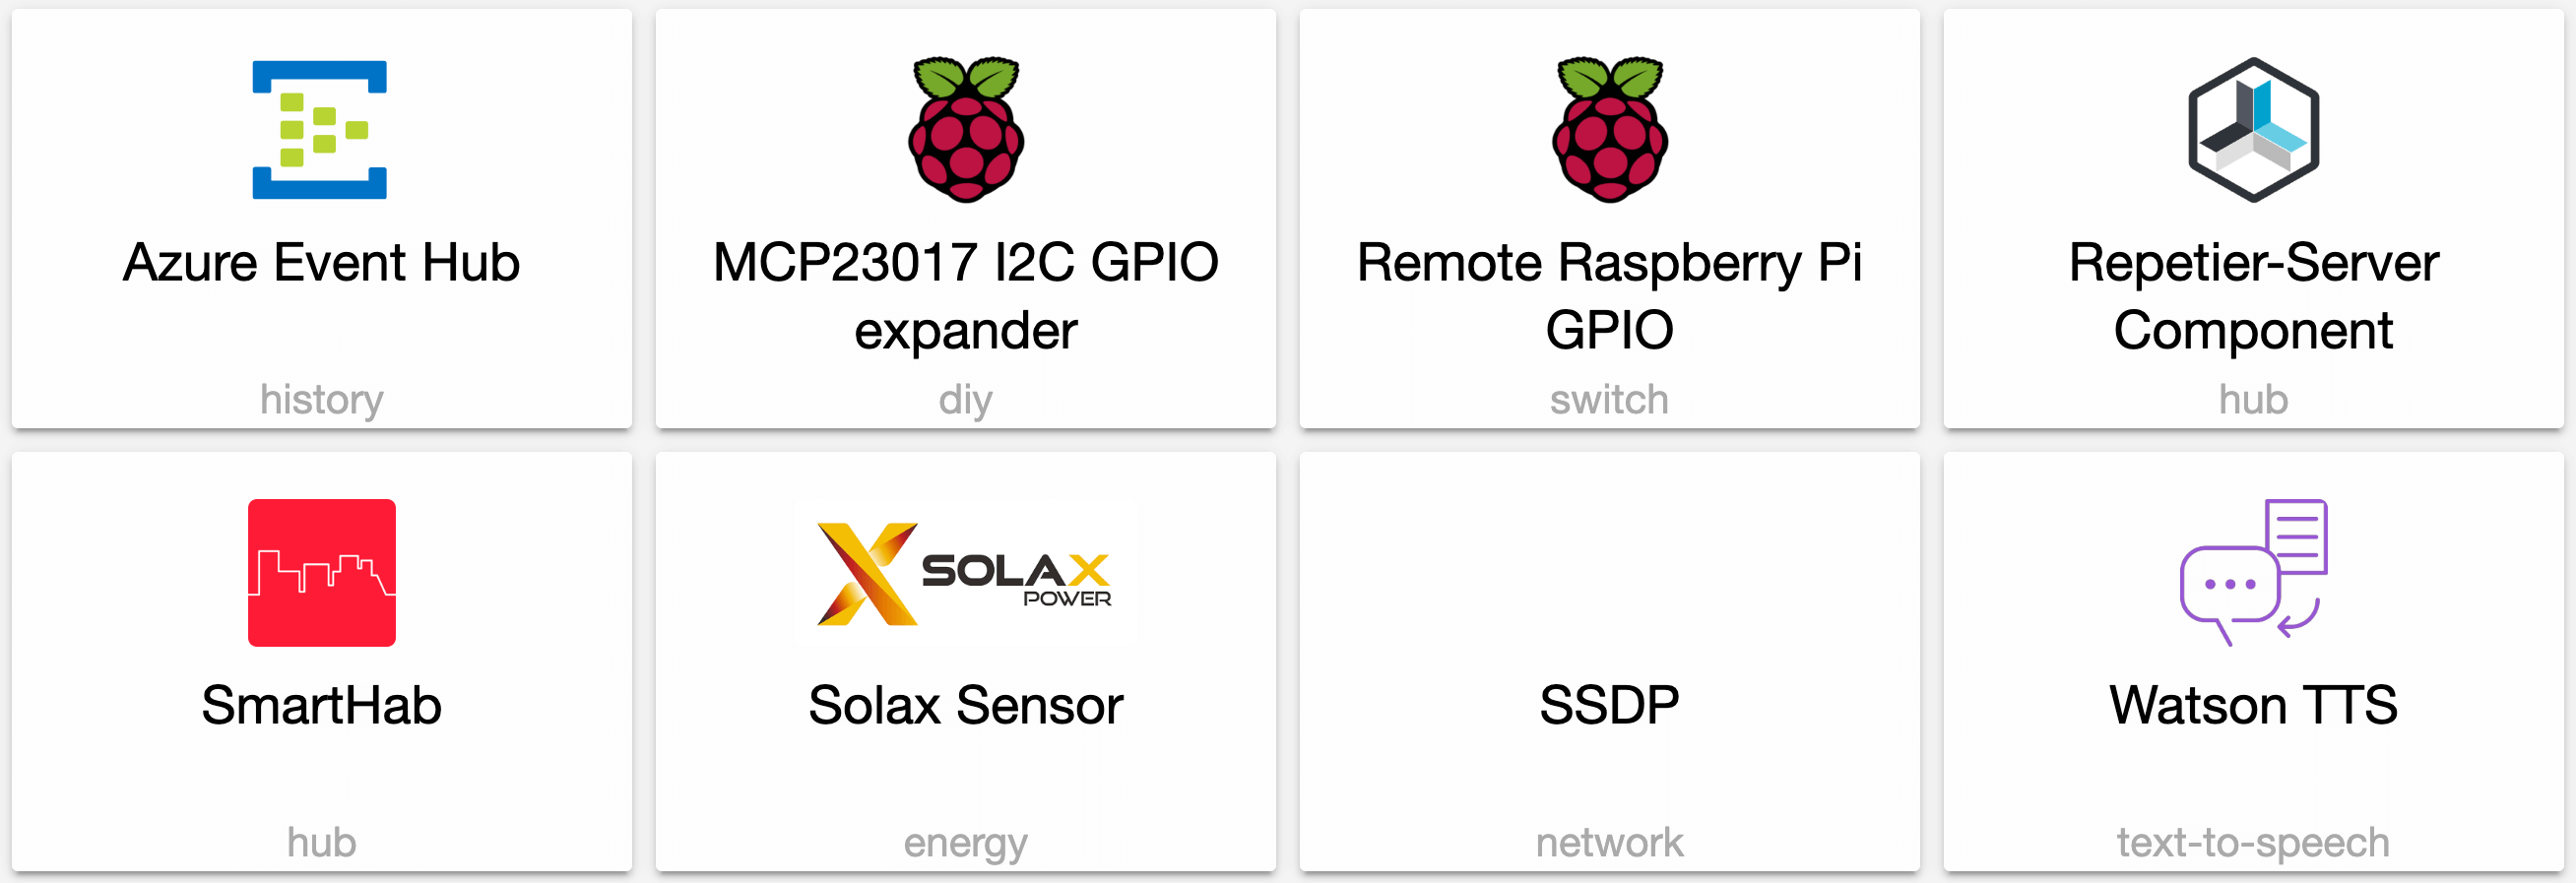 Azure Event Hub
history
MCP23017 I2C GPIO
expander
diy
Remote Raspberry Pi
GPIO
switch
Repetier-Server
Component
hub
SmartHab
hub
SOLAX
POWER
Solax Sensor
energy
SSDP
network
Watson TTS
text-to-speech